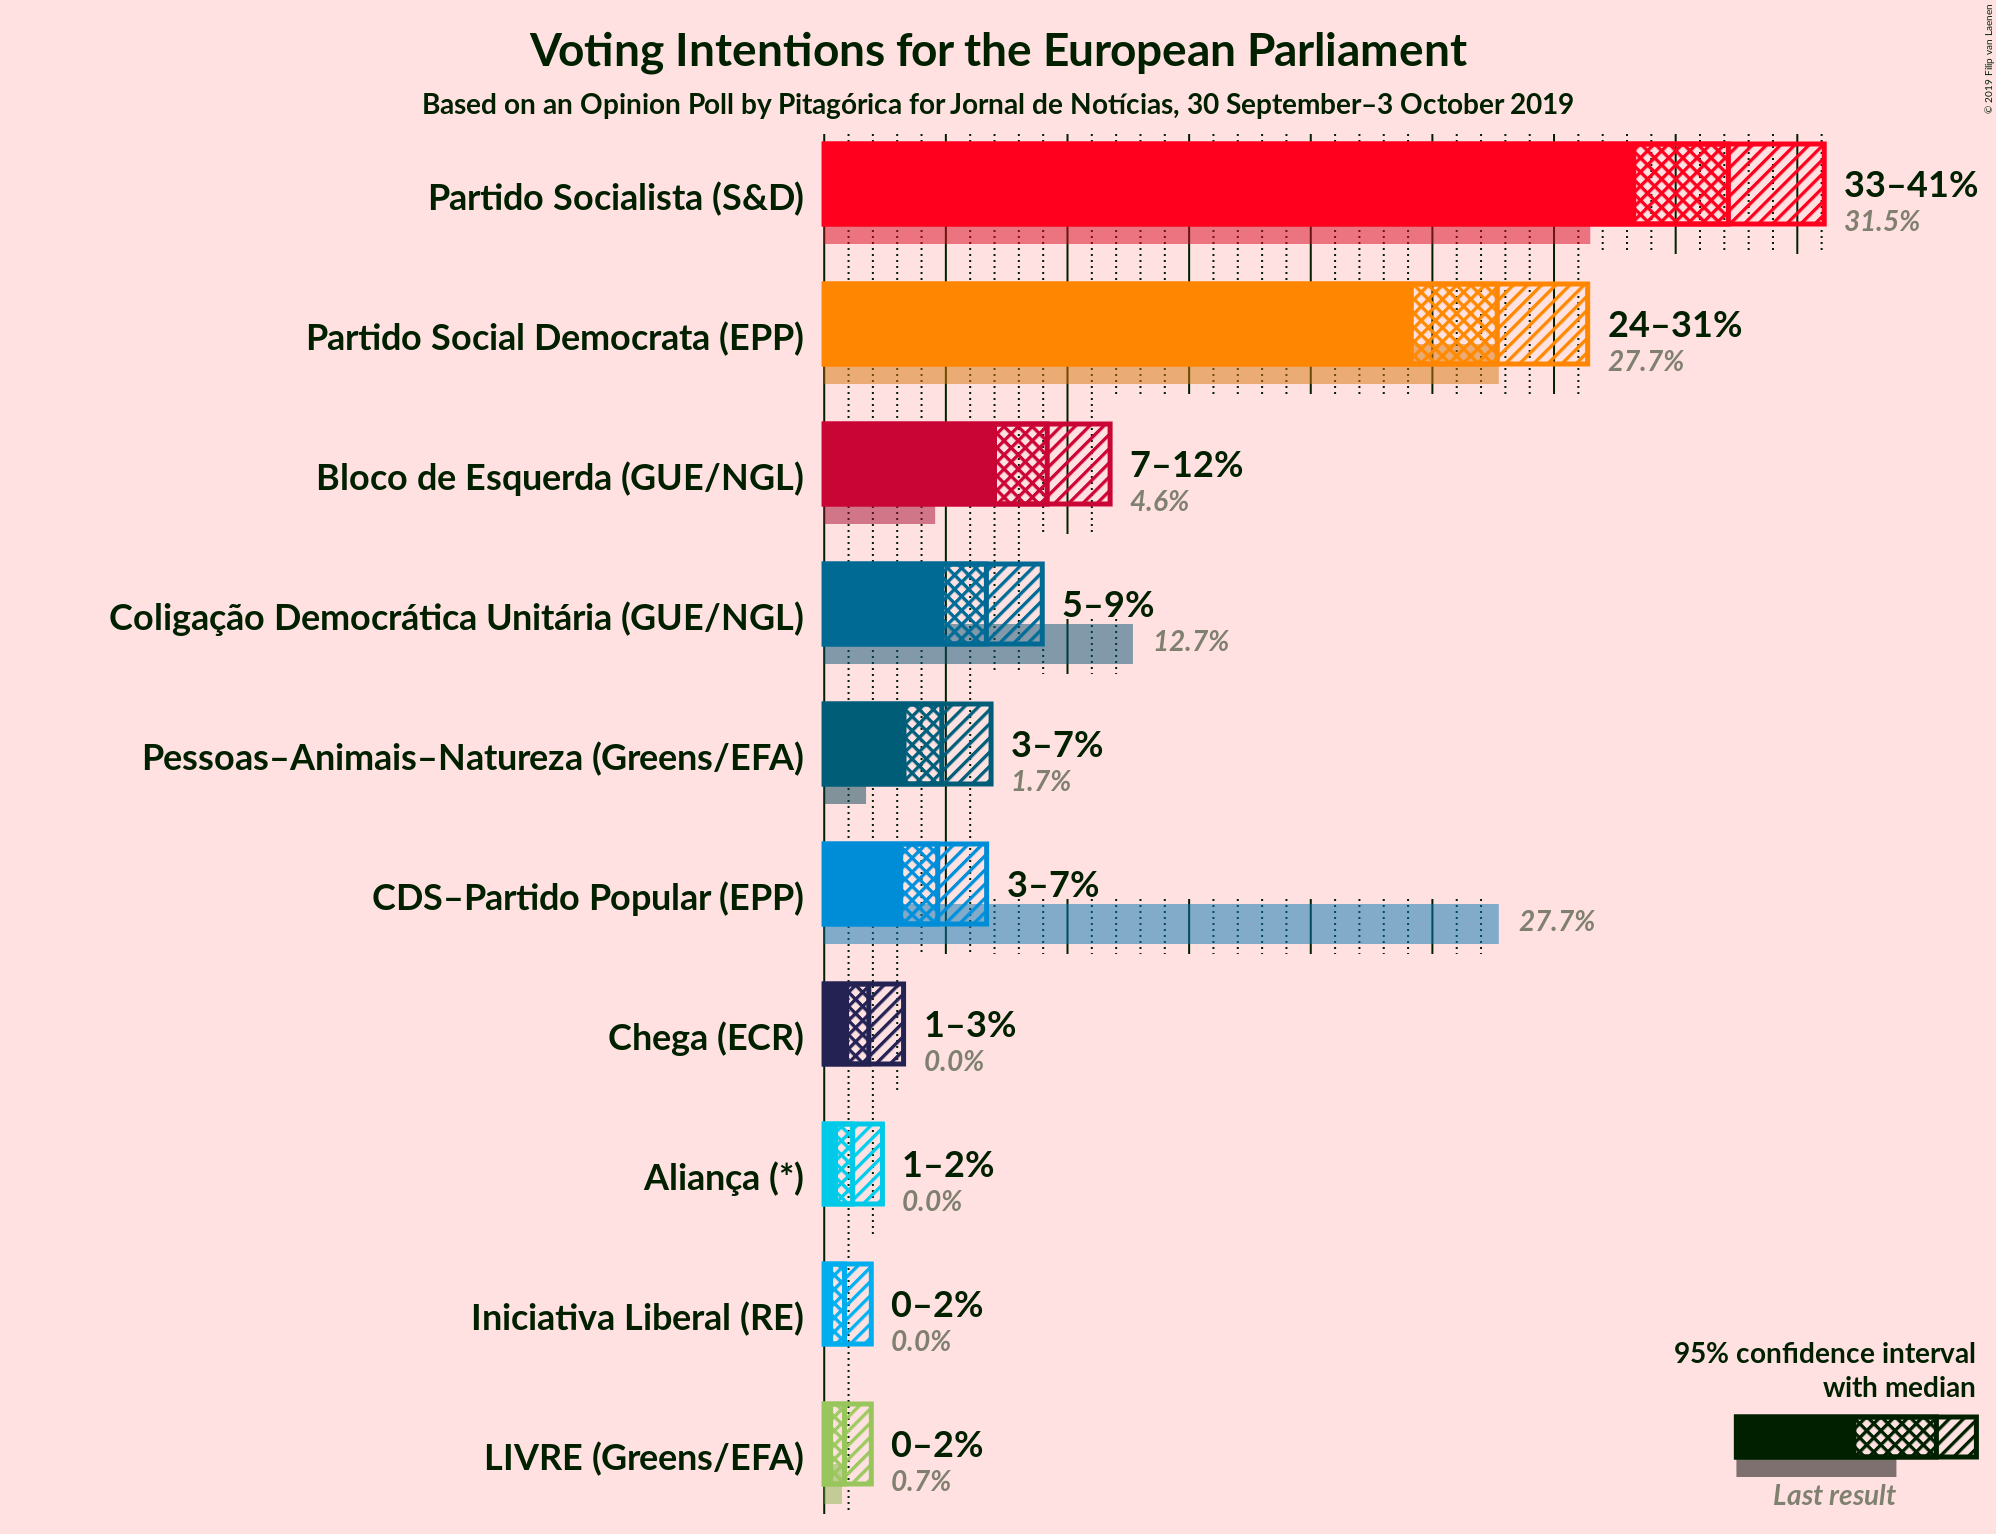 Voting Intentions for the European Parliament
Based on an Opinion Poll by Pitagórica for Jornal de Notícias, 30 September–3 October 2019
© 2019 Filip van Laenen
Partido Socialista (S&D)
33–41%
31.5%
Partido Social Democrata (EPP)
24–31%
27.7%
Bloco de Esquerda (GUE/NGL)
7–12%
4.6%
Coligação Democrática Unitária (GUE/NGL)
5–9%
12.7%
Pessoas–Animais–Natureza (Greens/EFA)
3–7%
1.7%
CDS–Partido Popular (EPP)
3–7%
27.7%
Chega (ECR)
1–3%
0.0%
Aliança (*)
1–2%
0.0%
Iniciativa Liberal (RE)
0–2%
0.0%
LIVRE (Greens/EFA)
0–2%
0.7%
95% confidence interval
with median
Last result